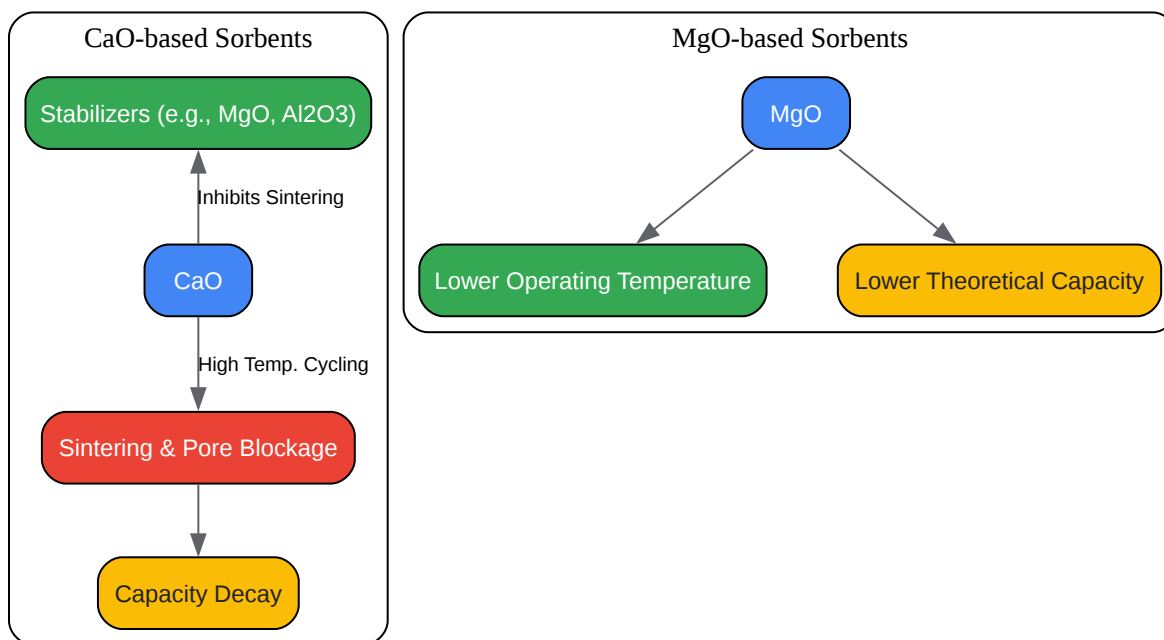 CaO-based Sorbents
Stabilizers (e.g., MgO, Al2O3)
Inhibits Sintering
CaO
High Temp. Cycling
Sintering & Pore Blockage
Capacity Decay
MgO-based Sorbents
MgO
Lower Operating Temperature
Lower Theoretical Capacity